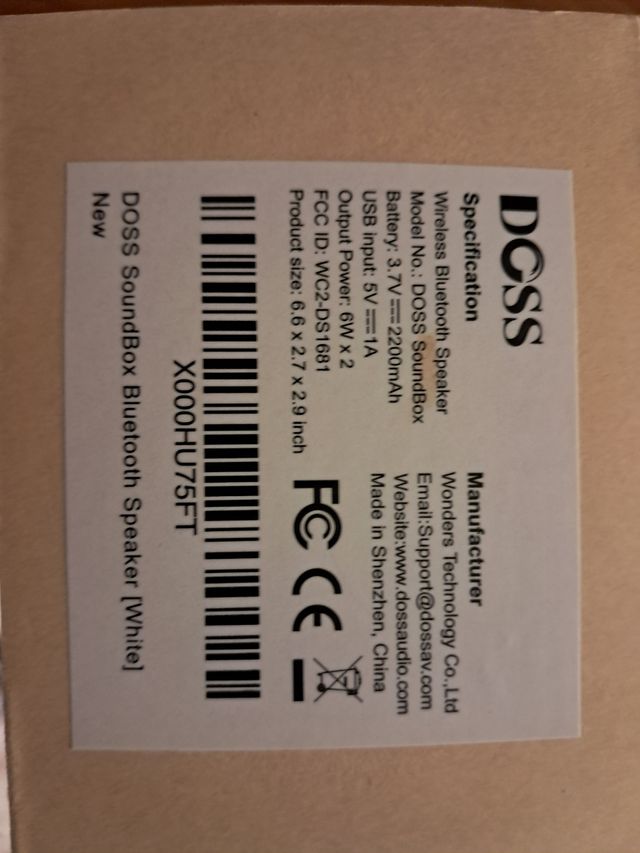 DOSS
Specification
Wireless Bluetooth Speaker
Model No.: DOSS SoundBox
Battery: 3.7V⎓2200mAh
USB input: 5V⎓1A
Output Power: 6W x 2
FCC ID: WC2-DS1681
Product size: 6.6 x 2.7 x 2.9 inch
Manufacturer
Wonders Technology Co.,Ltd
Email:Support@dossav.com
Website:www.dossaudio.com
Made in Shenzhen, China
FC CE
X000HU75FT
DOSS SoundBox Bluetooth Speaker [White]
New